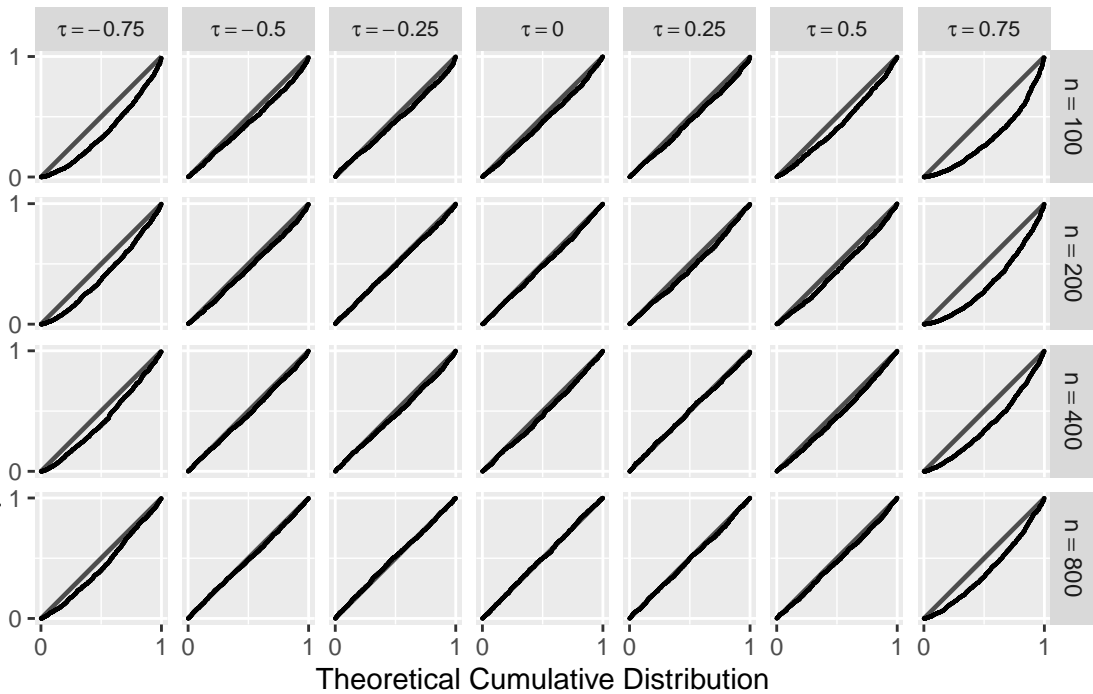 τ = −0.75 τ = −0.5 τ = −0.25 τ = 0 τ = 0.25 τ = 0.5 τ = 0.75
1
0
n = 100
1
0
n = 200
1
0
n = 400
1
0
n = 800
0 1 0 1 0 1 0 1 0 1 0 1 0 1
Theoretical Cumulative Distribution